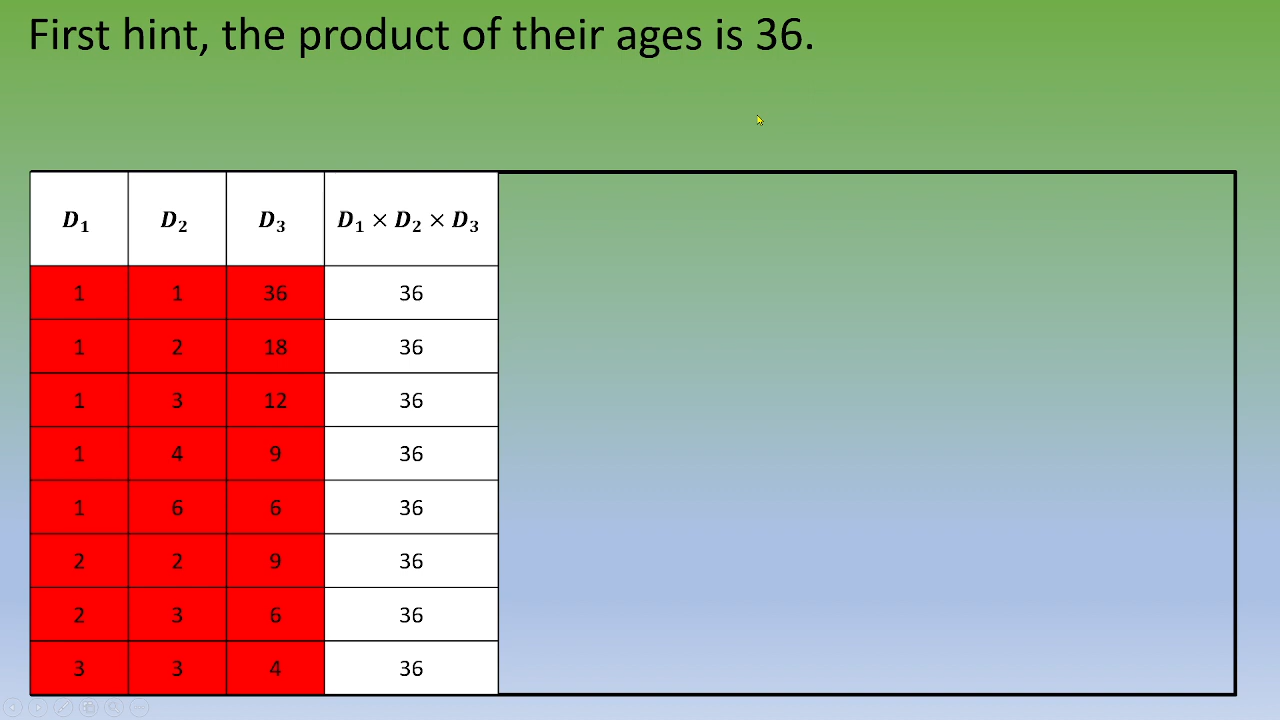 First hint, the product of their ages is 36.
D₁ D₂ D₃ D₁ × D₂ × D₃
1 1 36 36
1 2 18 36
1 3 12 36
1 4 9 36
1 6 6 36
2 2 9 36
2 3 6 36
3 3 4 36